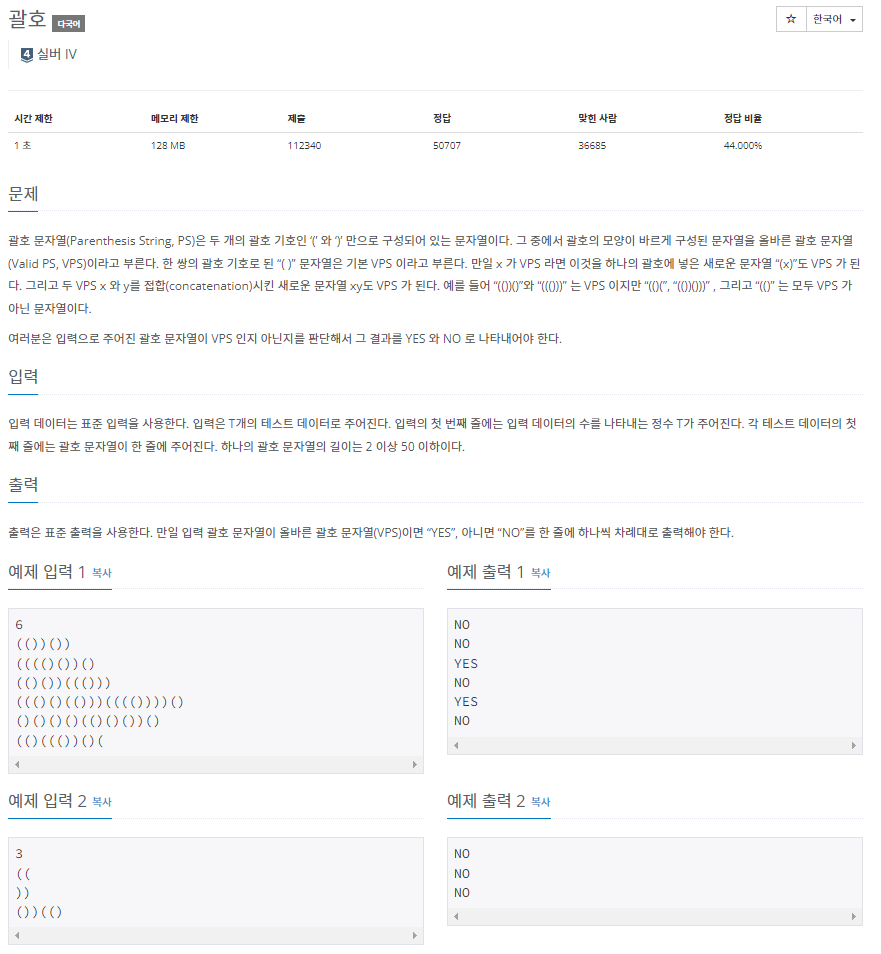 괄호 다국어
☆ 한국어
4 실버 IV
시간 제한 메모리 제한 제출 정답 맞힌 사람 정답 비율
1 초 128 MB 112340 50707 36685 44.000%
문제
괄호 문자열(Parenthesis String, PS)은 두 개의 괄호 기호인 ‘(’ 와 ‘)’ 만으로 구성되어 있는 문자열이다. 그 중에서 괄호의 모양이 바르게 구성된 문자열을 올바른 괄호 문자열
(Valid PS, VPS)이라고 부른다. 한 쌍의 괄호 기호로 된 “( )” 문자열은 기본 VPS 이라고 부른다. 만일 x 가 VPS 라면 이것을 하나의 괄호에 넣은 새로운 문자열 “(x)”도 VPS 가 된
다. 그리고 두 VPS x 와 y를 접합(concatenation)시킨 새로운 문자열 xy도 VPS 가 된다. 예를 들어 “(())()”와 “((()))” 는 VPS 이지만 “(()(”, “(())()))” , 그리고 “(()” 는 모두 VPS 가
아닌 문자열이다.
여러분은 입력으로 주어진 괄호 문자열이 VPS 인지 아닌지를 판단해서 그 결과를 YES 와 NO 로 나타내어야 한다.
입력
입력 데이터는 표준 입력을 사용한다. 입력은 T개의 테스트 데이터로 주어진다. 입력의 첫 번째 줄에는 입력 데이터의 수를 나타내는 정수 T가 주어진다. 각 테스트 데이터의 첫
째 줄에는 괄호 문자열이 한 줄에 주어진다. 하나의 괄호 문자열의 길이는 2 이상 50 이하이다.
출력
출력은 표준 출력을 사용한다. 만일 입력 괄호 문자열이 올바른 괄호 문자열(VPS)이면 “YES”, 아니면 “NO”를 한 줄에 하나씩 차례대로 출력해야 한다.
예제 입력 1 복사
6
(())())
(((()())()
(()())((()))
((()()(()))(((())))()
()()()()(()()())()
(()((())()(
예제 출력 1 복사
NO
NO
YES
NO
YES
NO
예제 입력 2 복사
3
((
))
())(()
예제 출력 2 복사
NO
NO
NO